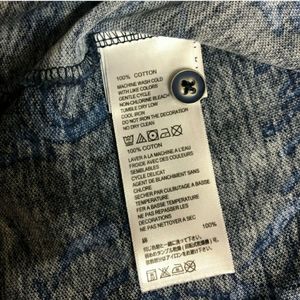 100% COTTON
MACHINE WASH COLD
WITH LIKE COLORS
GENTLE CYCLE
NON-CHLORINE BLEACH
TUMBLE DRY LOW
COOL IRON
DO NOT IRON THE DECORATION
NO DRY CLEAN
100% COTON
LAVER A LA MACHINE A L'EAU
FROISE AVEC DES COULEURS
SEMBLABLES
CYCLE DELICAT
AGENT DE BLANCHIMENT SANS
CHLORE
SECHER PAR CULBUTAGE A BASSE
TEMPERATURE
FER A BASSE TEMPERATURE
NE PAS REPASSER LES
DECORATIONS
NE PAS NETTOYER A SEC
綿 100%